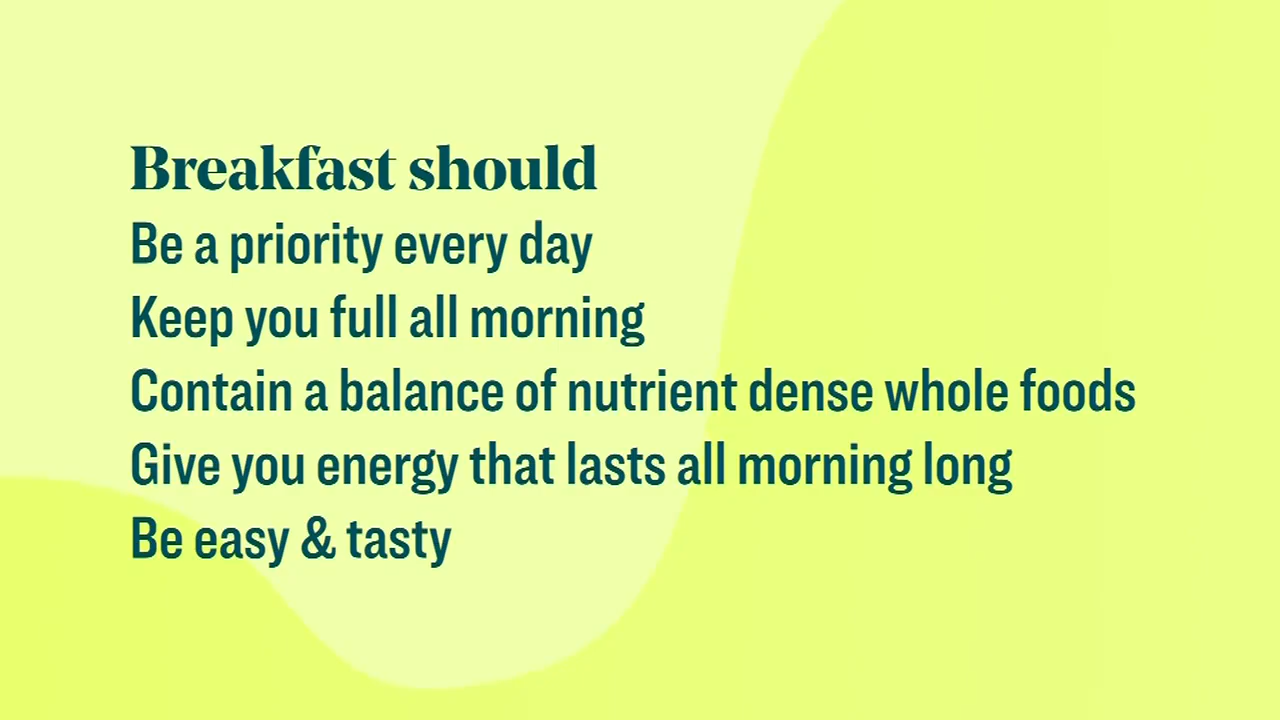 Breakfast should
Be a priority every day
Keep you full all morning
Contain a balance of nutrient dense whole foods
Give you energy that lasts all morning long
Be easy & tasty